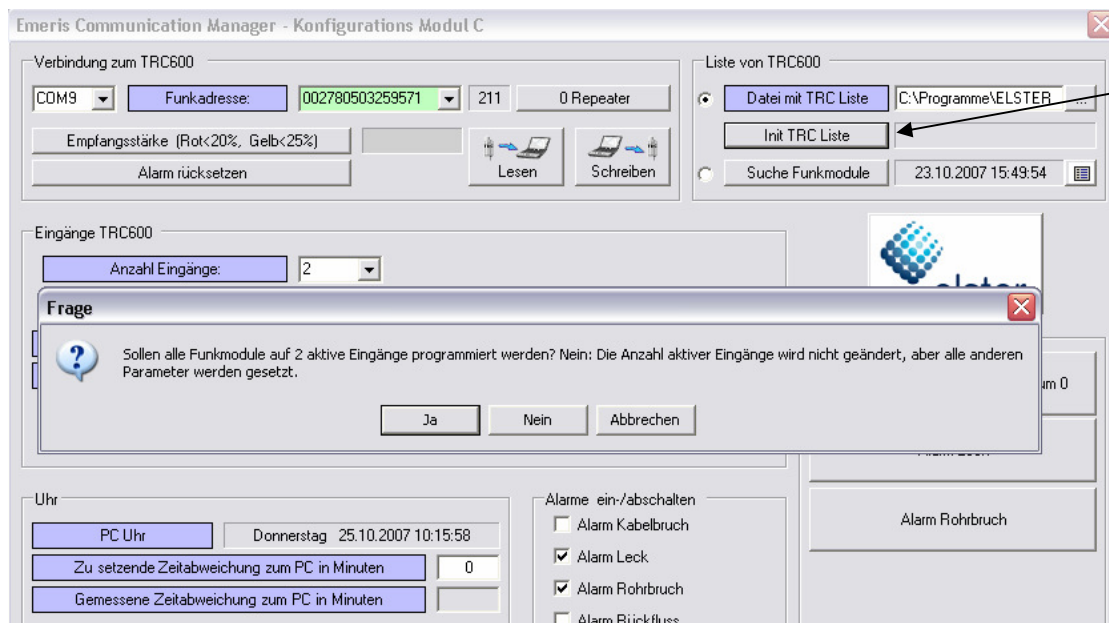 Emeris Communication Manager - Konfigurations Modul C
Verbindung zum TRC600
COM9
Funkadresse:
002780503259571
211
0 Repeater
Empfangsstärke (Rot<20%, Gelb<25%)
Alarm rücksetzen
Lesen
Schreiben
Liste von TRC600
Datei mit TRC Liste
C:\Programme\ELSTER
...
Init TRC Liste
Suche Funkmodule
23.10.2007 15:49:54
Eingänge TRC600
Anzahl Eingänge:
2
elster
Frage
Sollen alle Funkmodule auf 2 aktive Eingänge programmiert werden? Nein: Die Anzahl aktiver Eingänge wird nicht geändert, aber alle anderen
Parameter werden gesetzt.
Ja
Nein
Abbrechen
um 0
Alarm Rohrbruch
Uhr
PC Uhr
Donnerstag 25.10.2007 10:15:58
Zu setzende Zeitabweichung zum PC in Minuten
0
Gemessene Zeitabweichung zum PC in Minuten
Alarme ein-/abschalten
Alarm Kabelbruch
Alarm Leck
Alarm Rohrbruch
Alarm Rückfluss